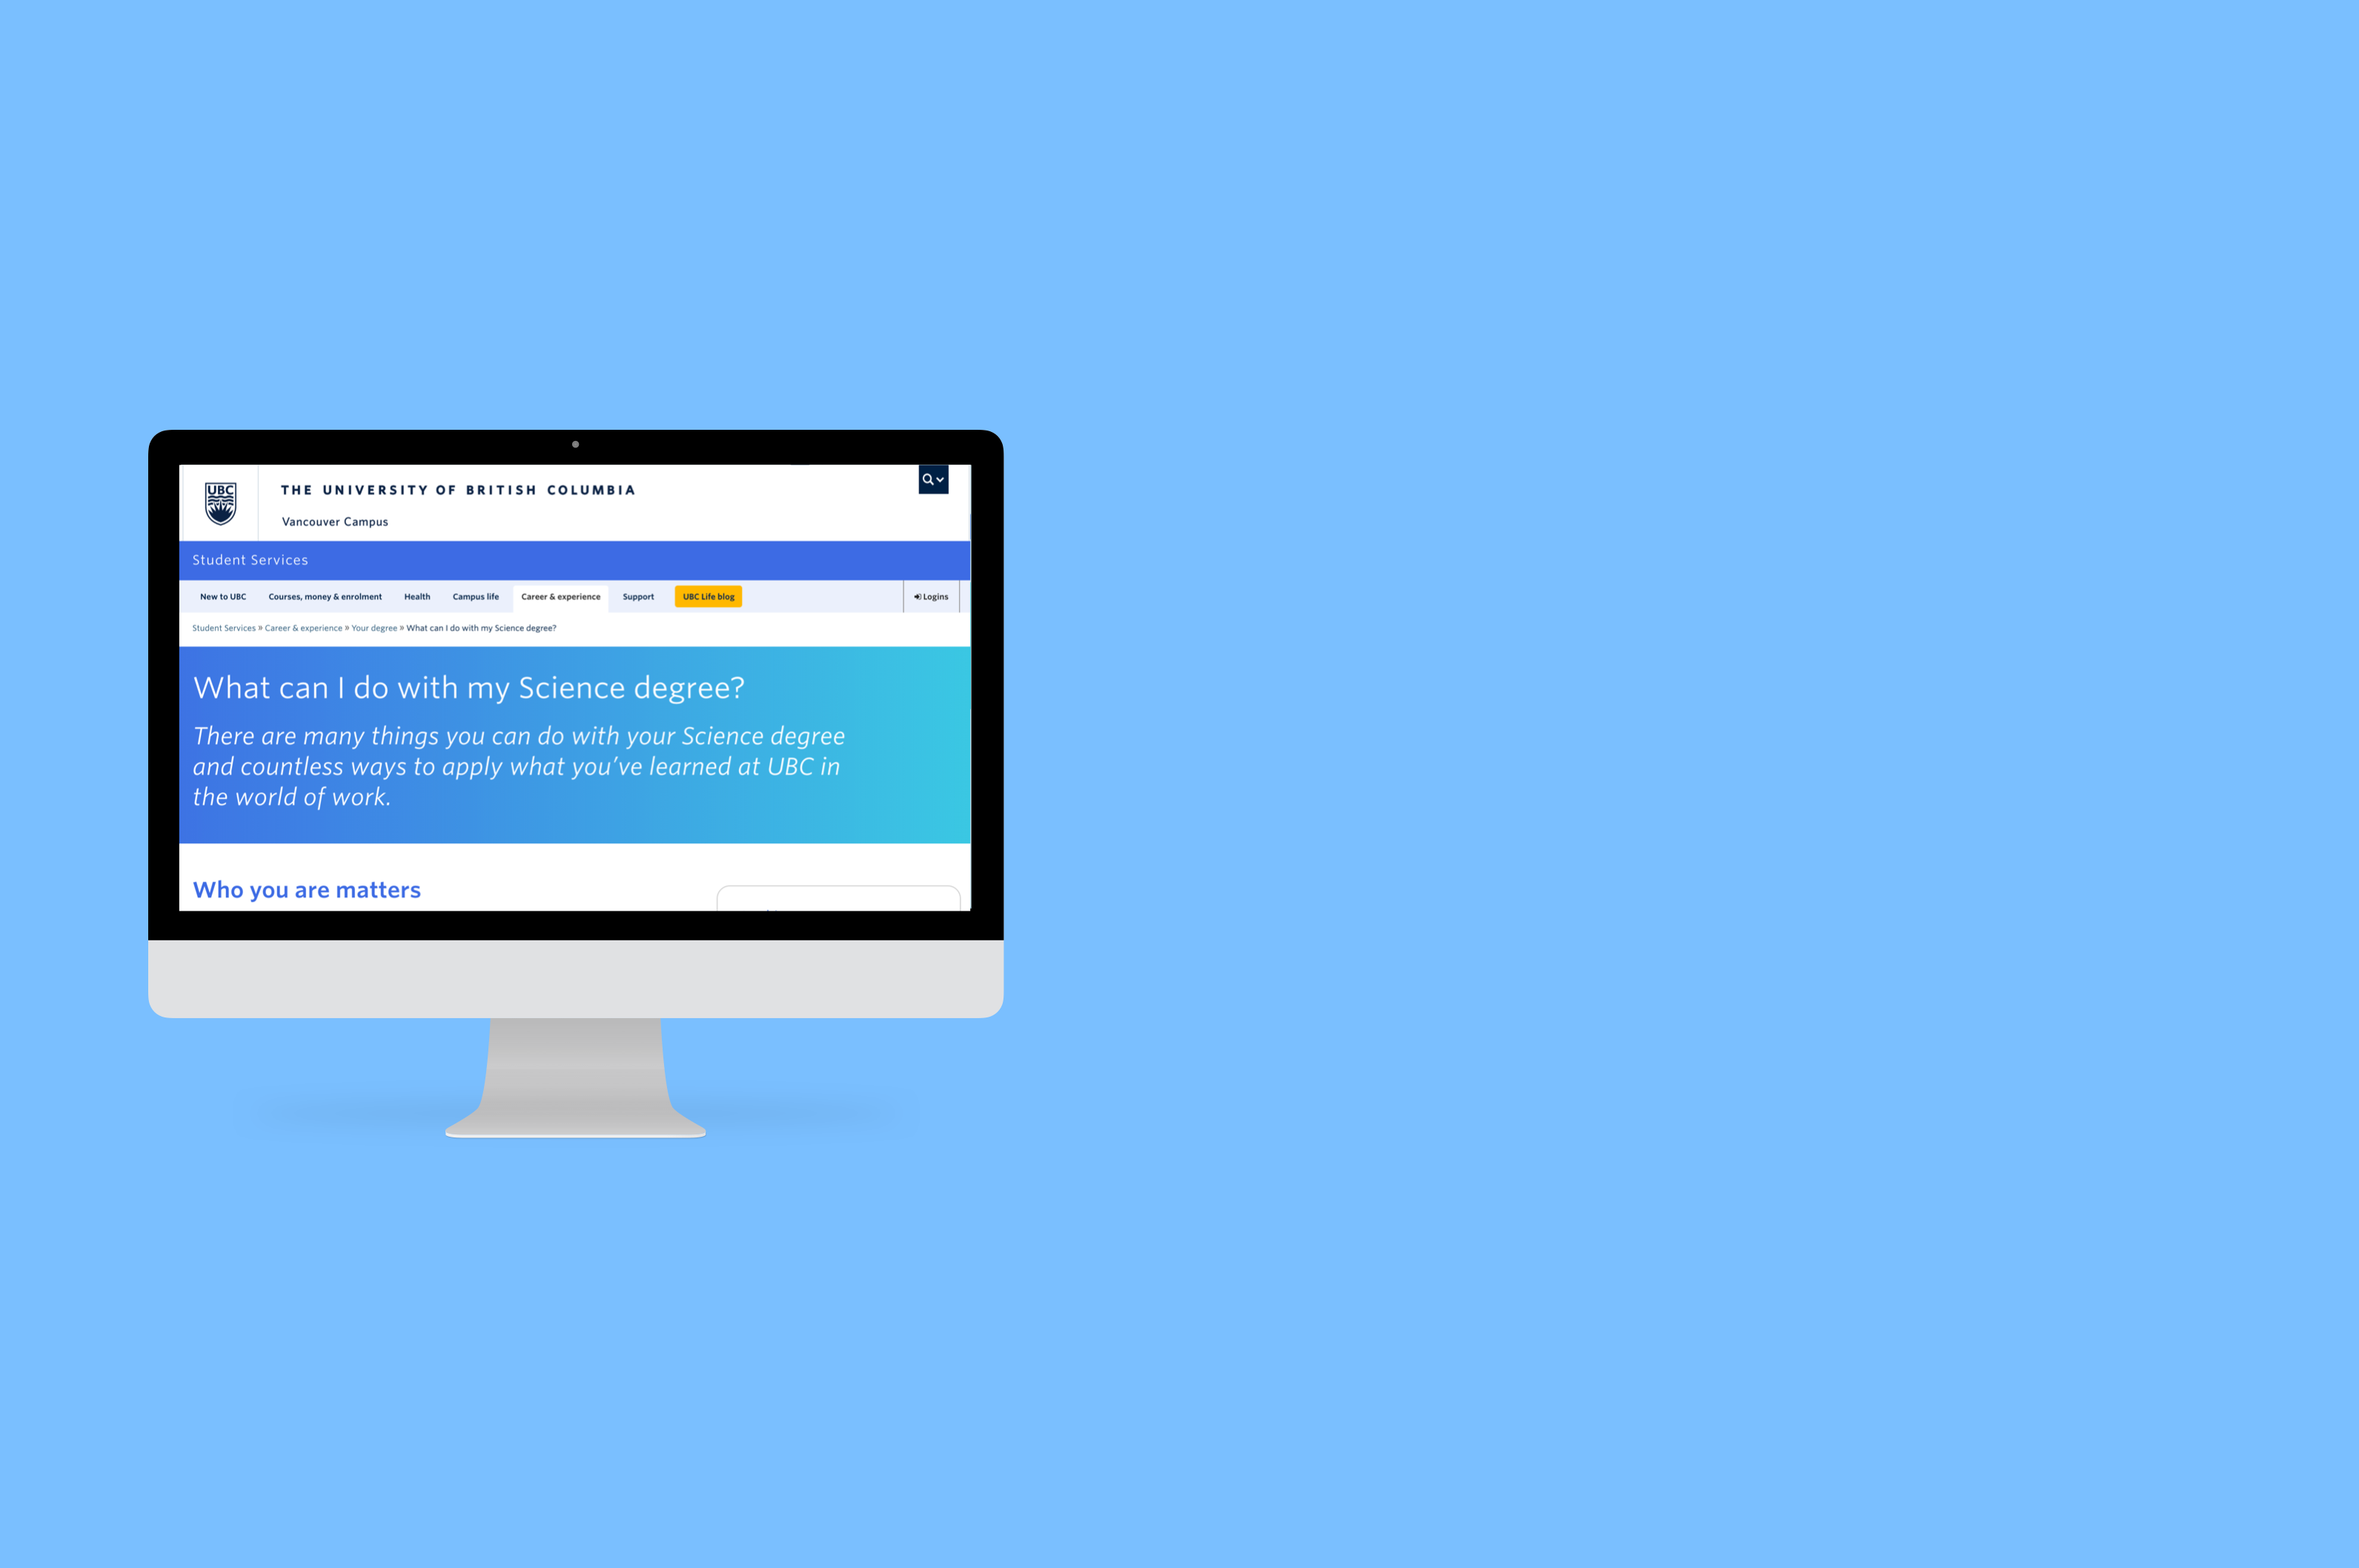 UBC
THE UNIVERSITY OF BRITISH COLUMBIA
Vancouver Campus
Student Services
New to UBC Courses, money & enrolment Health Campus life Career & experience Support UBC Life blog Logins
Student Services » Career & experience » Your degree » What can I do with my Science degree?
What can I do with my Science degree?
There are many things you can do with your Science degree
and countless ways to apply what you've learned at UBC in
the world of work.
Who you are matters